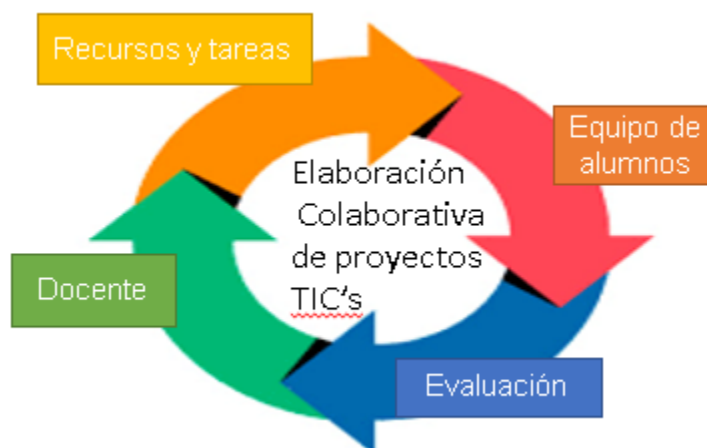 Recursos y tareas
Equipo de
alumnos
Elaboración
Colaborativa
de proyectos
TIC's
Docente
Evaluación